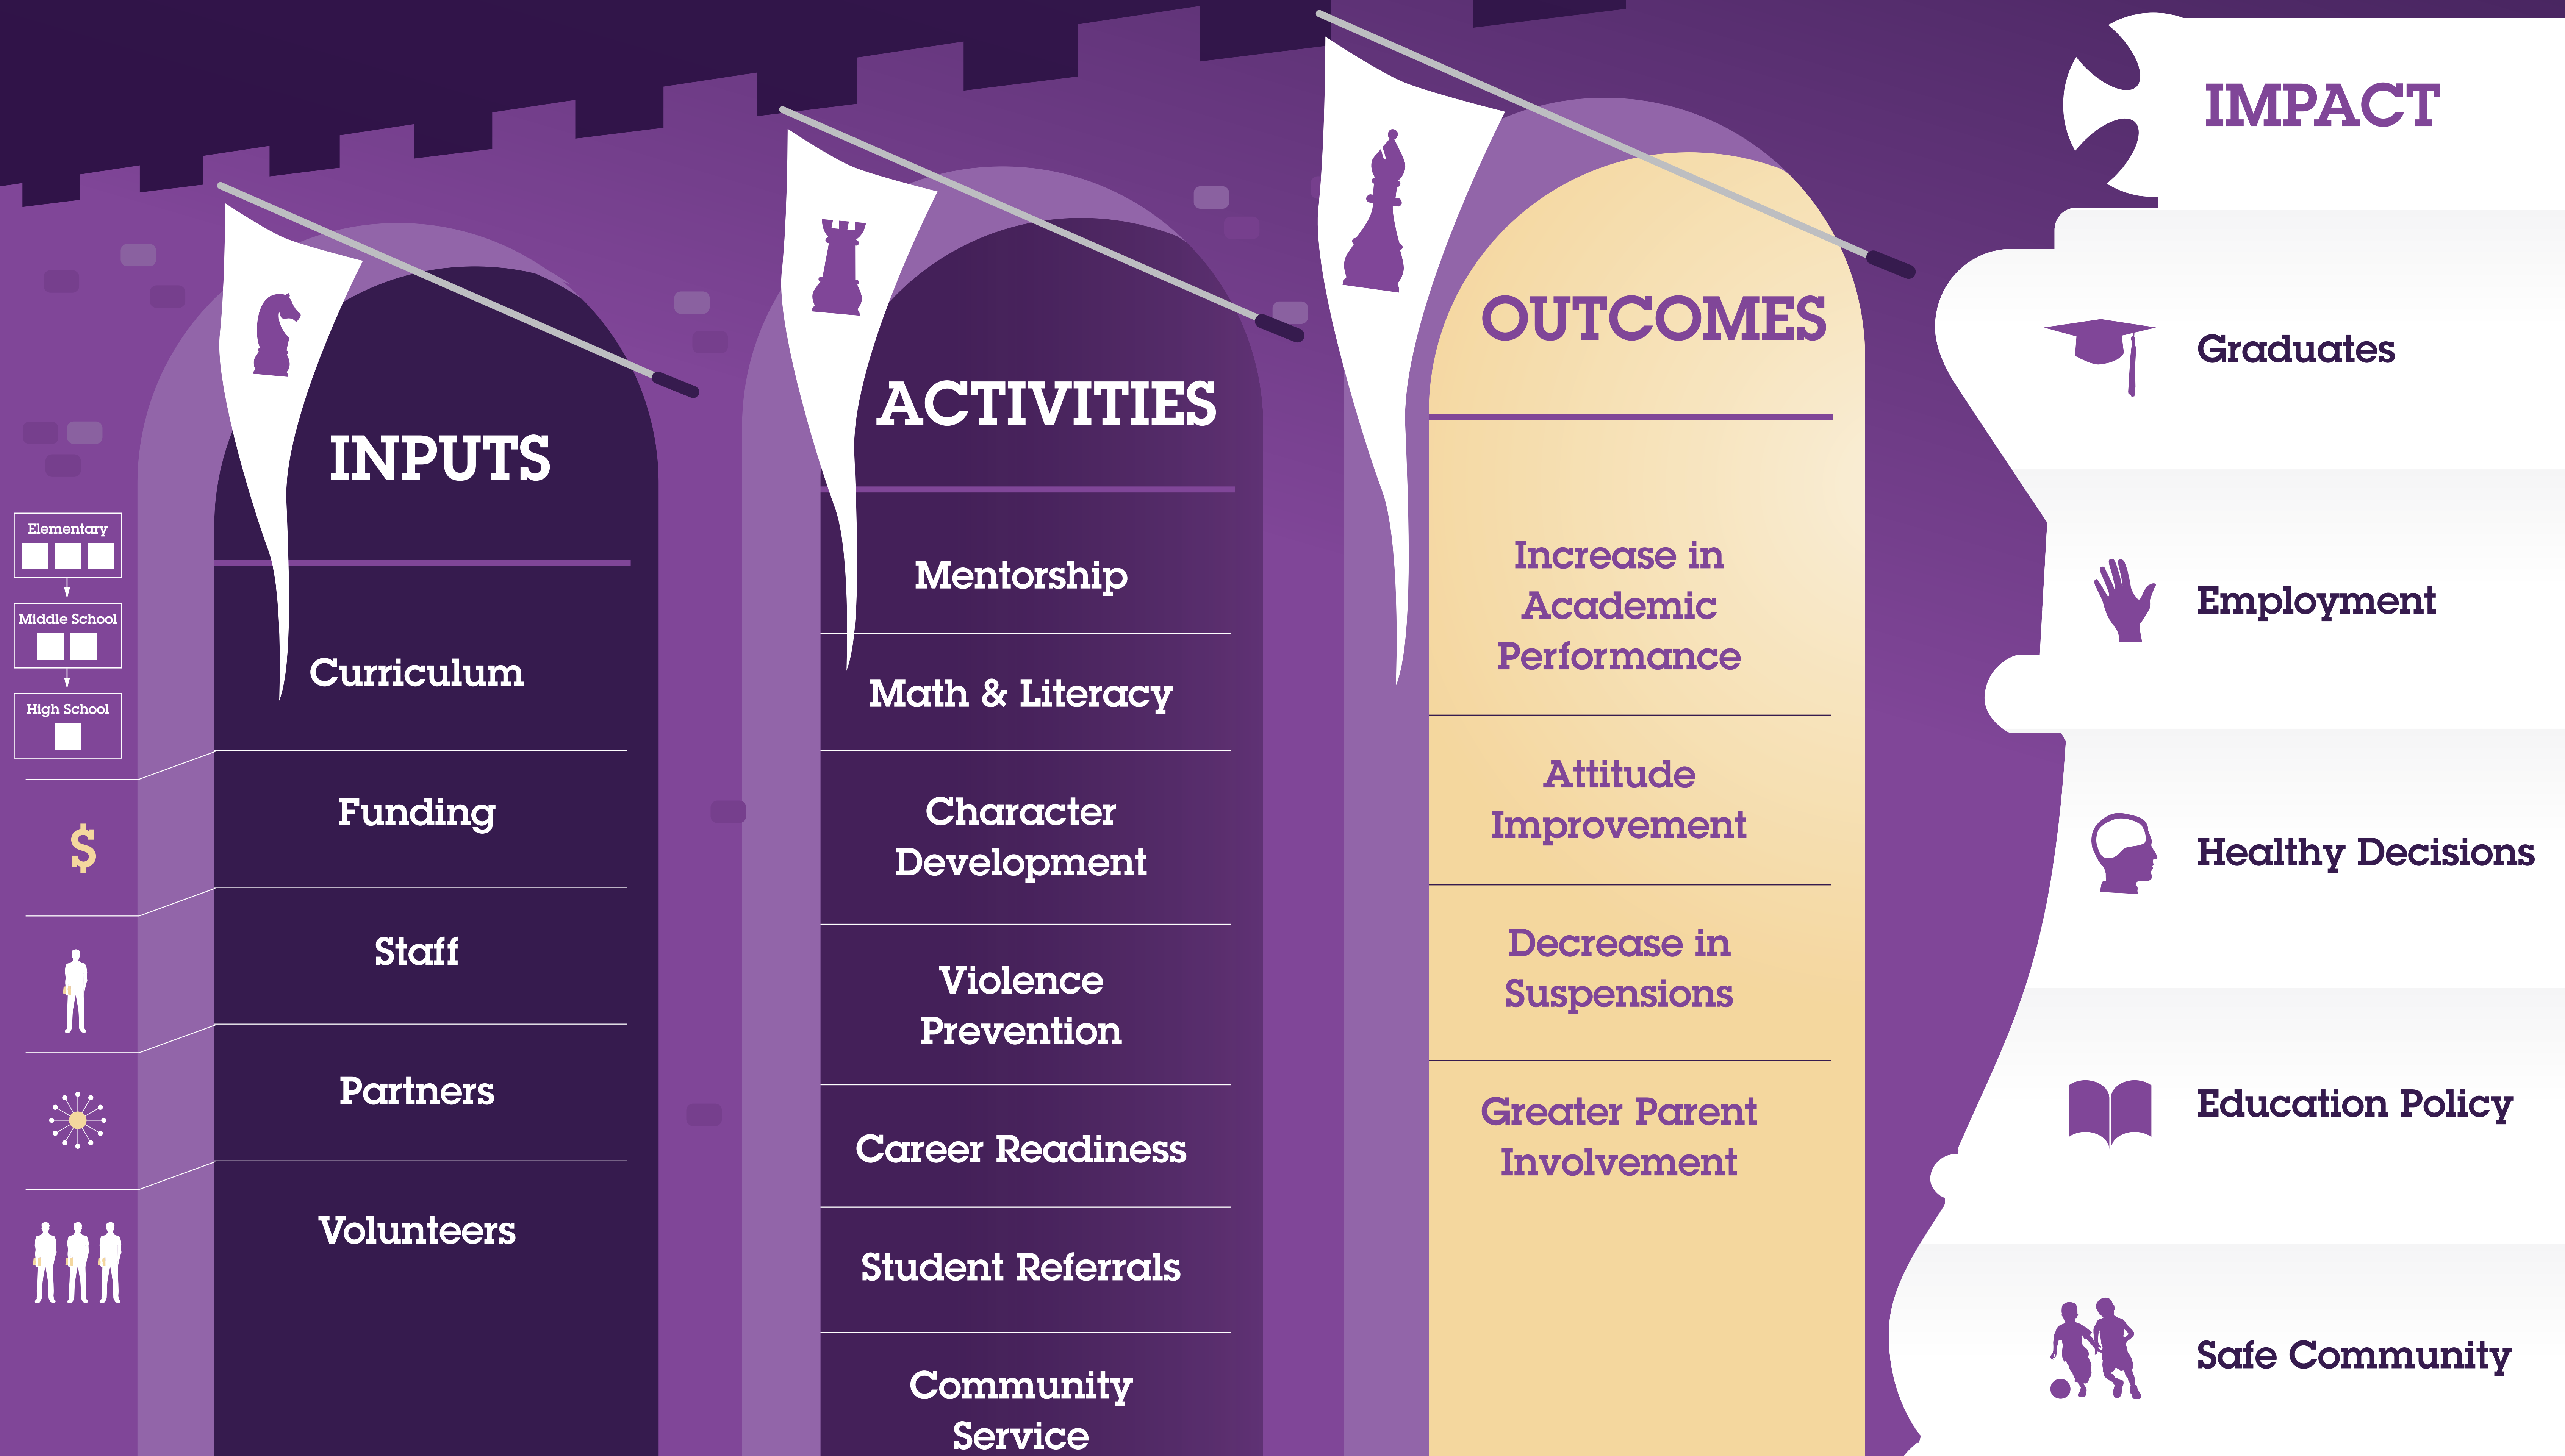 IMPACT
Graduates
Employment
Healthy Decisions
Education Policy
Safe Community
OUTCOMES
Increase in
Academic
Performance
Attitude
Improvement
Decrease in
Suspensions
Greater Parent
Involvement
ACTIVITIES
Mentorship
Math & Literacy
Character
Development
Violence
Prevention
Career Readiness
Student Referrals
Community
Service
INPUTS
Curriculum
Funding
Staff
Partners
Volunteers
Elementary
Middle School
High School
$